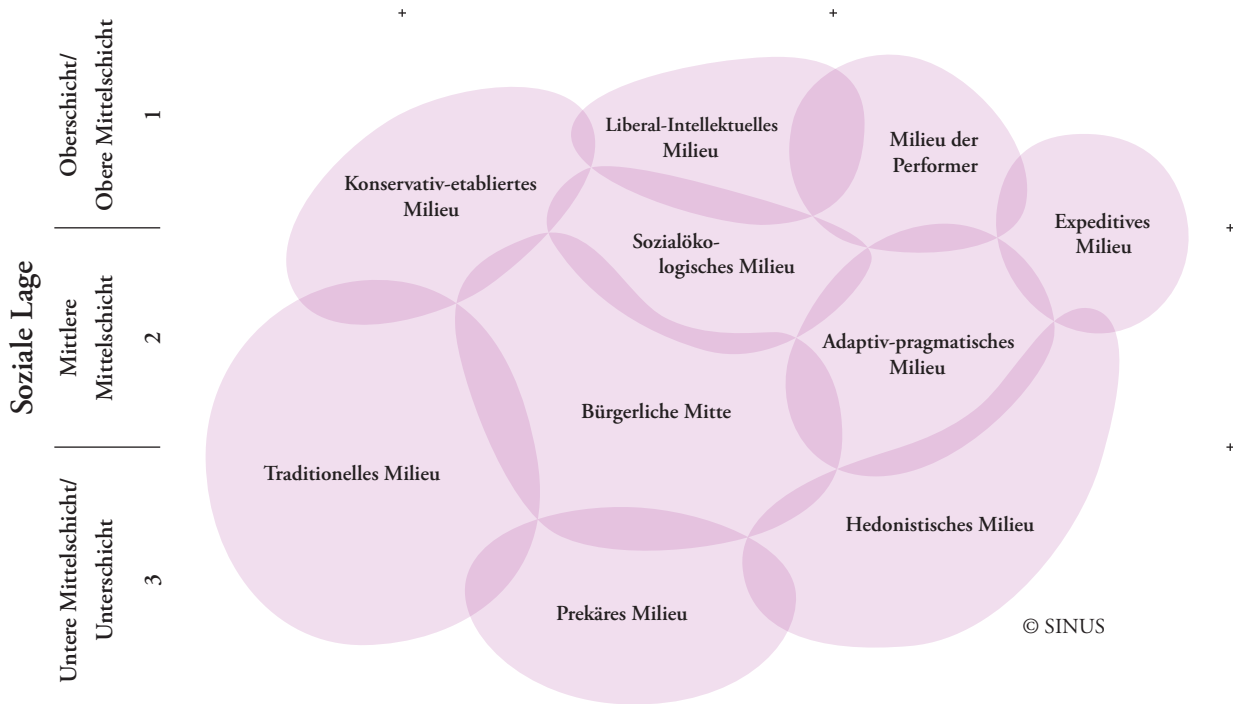 Soziale Lage
Oberschicht/
Obere Mittelschicht
1
Mittlere
Mittelschicht
2
Untere Mittelschicht/
Unterschicht
3
Liberal-Intellektuelles
Milieu
Milieu der
Performer
Konservativ-etabliertes
Milieu
Expeditives
Milieu
Sozialöko-
logisches Milieu
Adaptiv-pragmatisches
Milieu
Bürgerliche Mitte
Traditionelles Milieu
Hedonistisches Milieu
Prekäres Milieu
© SINUS